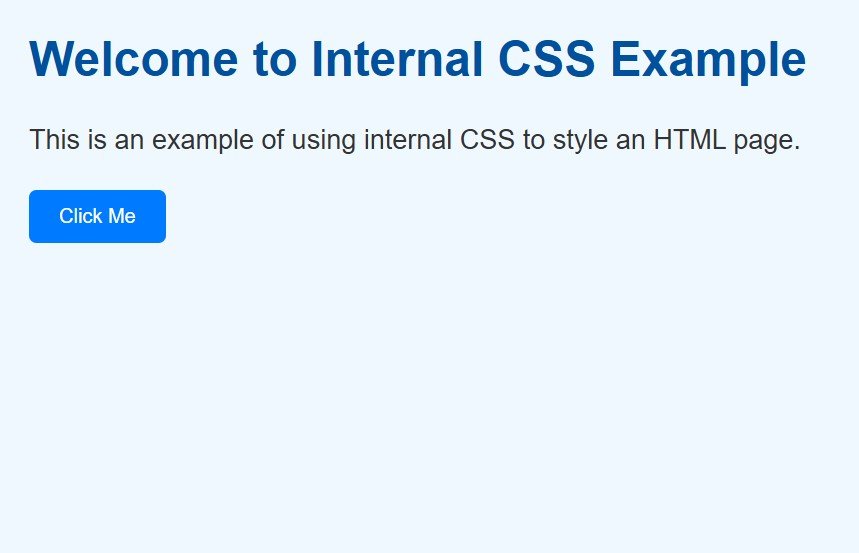 Welcome to Internal CSS Example
This is an example of using internal CSS to style an HTML page.
Click Me